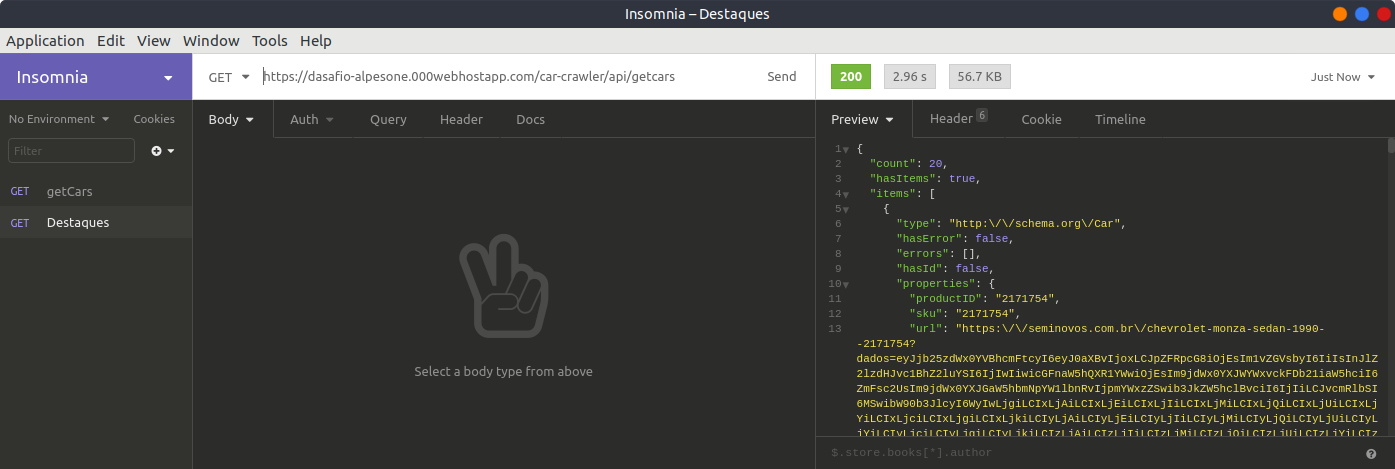 Insomnia – Destaques
Application Edit View Window Tools Help
Insomnia
GET https://dasafio-alpesone.000webhostapp.com/car-crawler/api/getcars Send
200 2.96 s 56.7 KB Just Now
No Environment Cookies
Filter
GET getCars
GET Destaques
Body Auth Query Header Docs
Select a body type from above
Preview Header 6 Cookie Timeline
1 {
2 "count": 20,
3 "hasItems": true,
4 "items": [
5 {
6 "type": "http:\/\/schema.org\/Car",
7 "hasError": false,
8 "errors": [],
9 "hasId": false,
10 "properties": {
11 "productID": "2171754",
12 "sku": "2171754",
13 "url": "https:\/\/seminovos.com.br\/chevrolet-monza-sedan-1990-
-2171754?
$.store.books[*].author